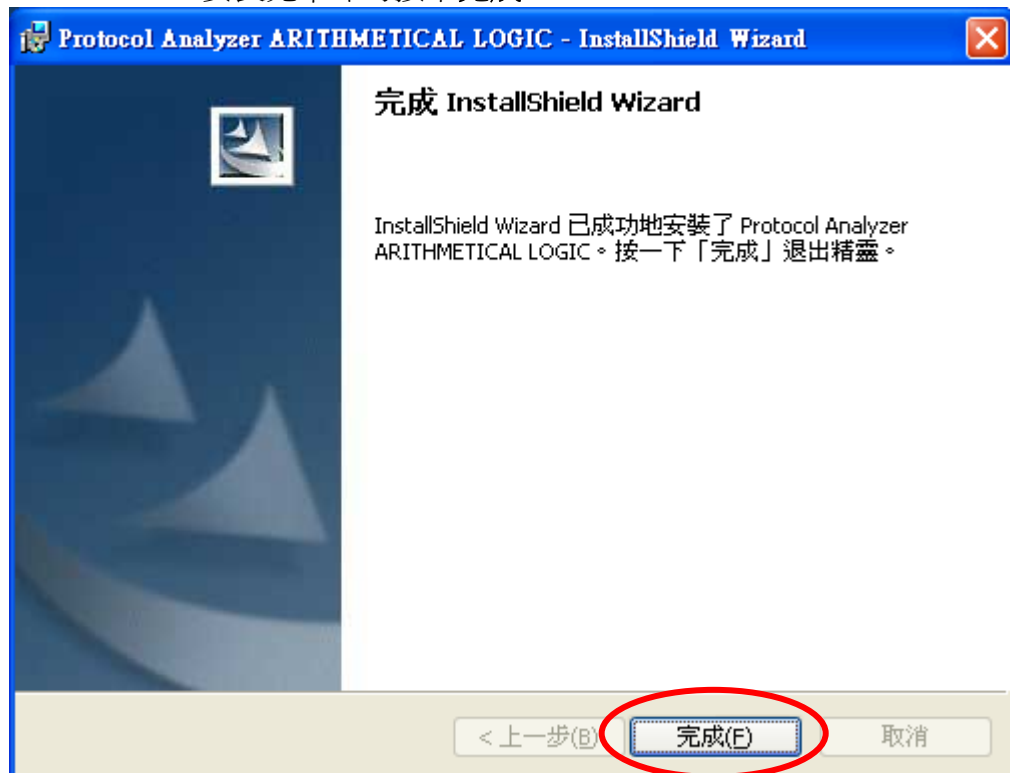 Protocol Analyzer ARITHMETICAL LOGIC - InstallShield Wizard
完成 InstallShield Wizard
InstallShield Wizard 已成功地安裝了 Protocol Analyzer
ARITHMETICAL LOGIC。按一下「完成」退出精靈。
< 上一步(B)
完成(F)
取消